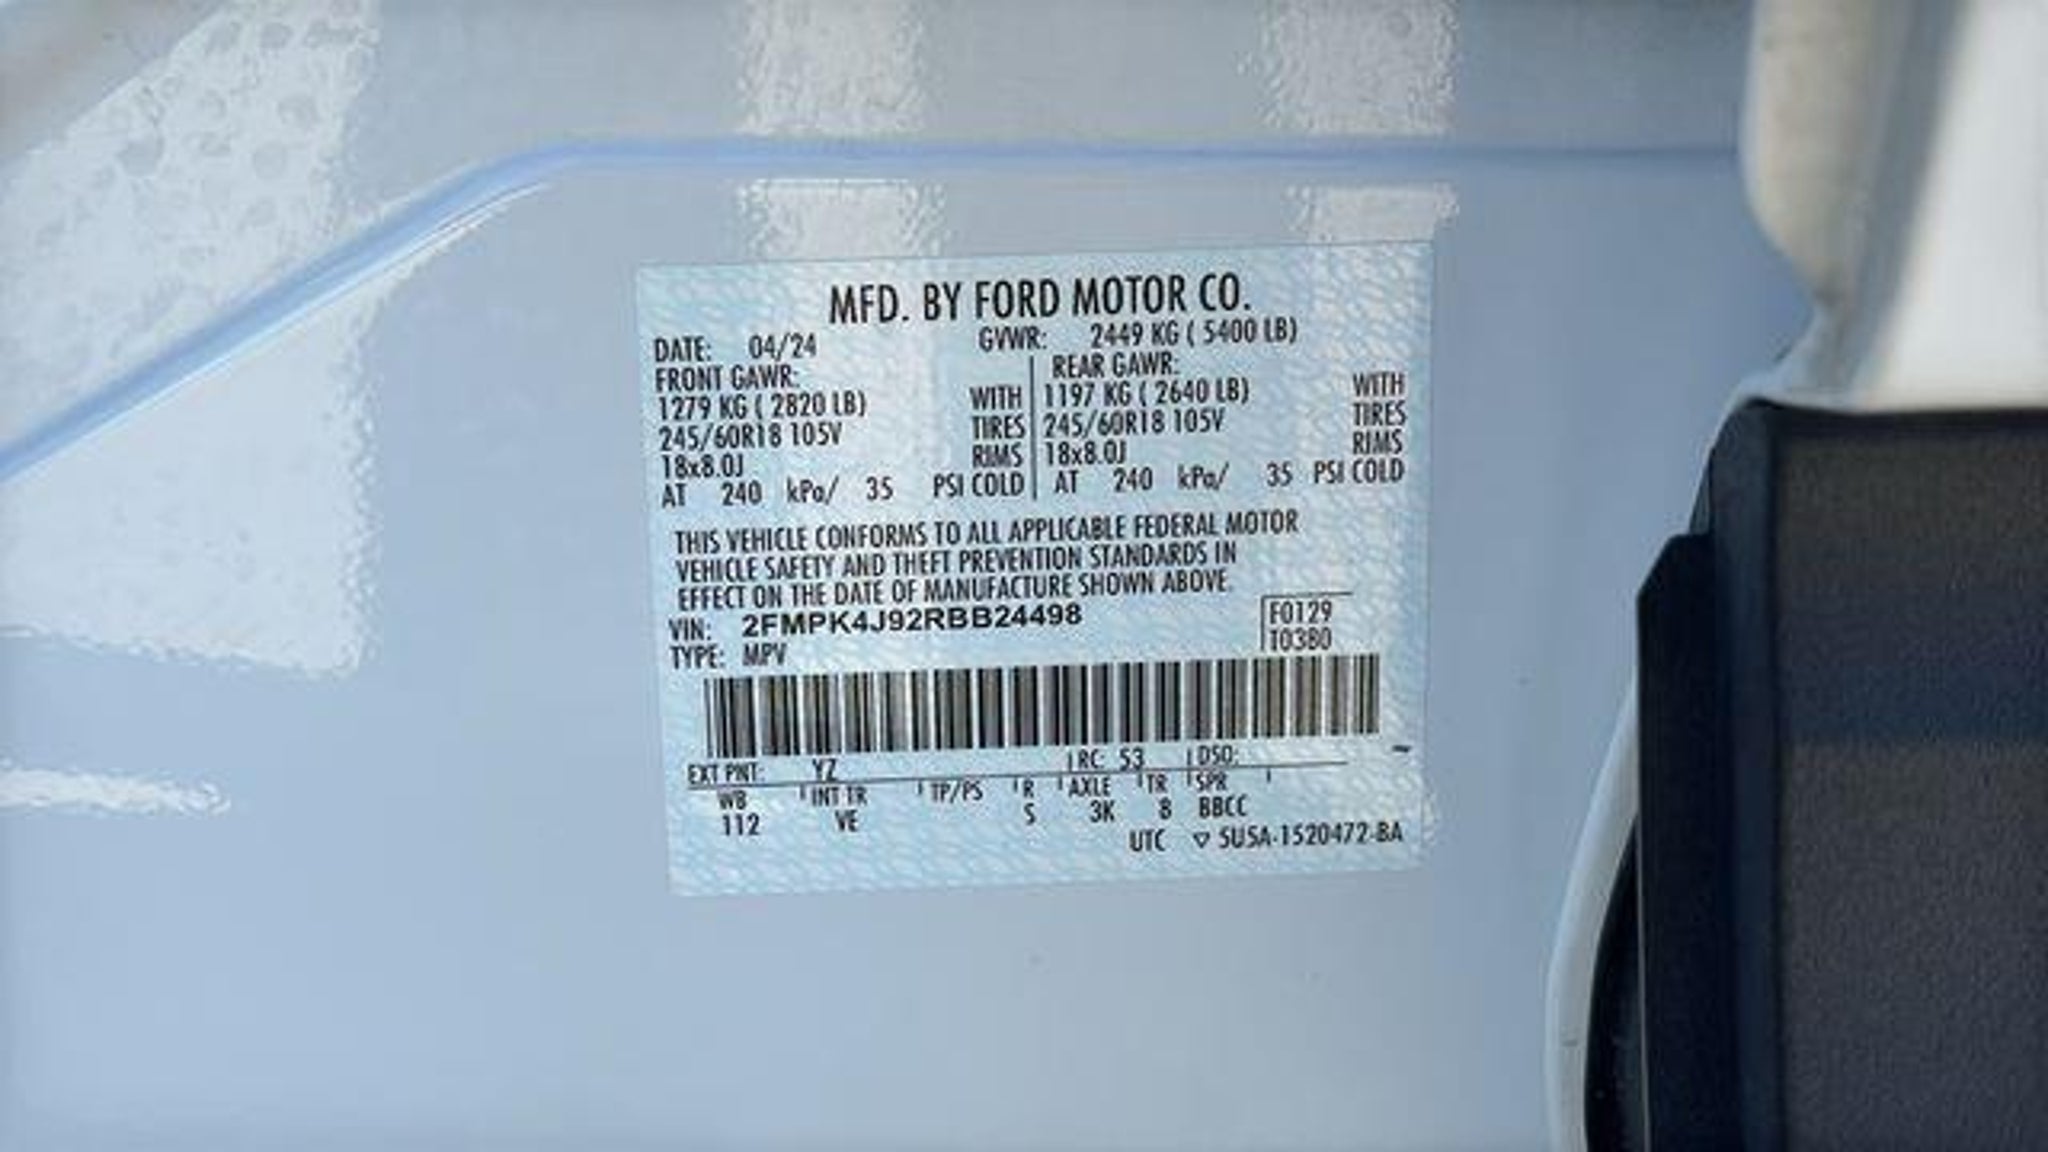 MFD. BY FORD MOTOR CO.
DATE: 04/24 GVWR: 2449 KG ( 5400 LB)
FRONT GAWR: REAR GAWR:
1279 KG ( 2820 LB) WITH 1197 KG ( 2640 LB) WITH
245/60R18 105V TIRES 245/60R18 105V TIRES
18x8.0J RIMS 18x8.0J RIMS
AT 240 kPa/ 35 PSI COLD AT 240 kPa/ 35 PSI COLD
THIS VEHICLE CONFORMS TO ALL APPLICABLE FEDERAL MOTOR
VEHICLE SAFETY AND THEFT PREVENTION STANDARDS IN
EFFECT ON THE DATE OF MANUFACTURE SHOWN ABOVE.
VIN: 2FMPK4J92RBB24498 F0129
TYPE: MPV T0380
EXT PNT: YZ RC: 53 DSO:
WB INT TR TP/PS R AXLE TR SPR
112 VE S 3K 8 BBCC
UTC ▽ 5U5A-1520472-BA